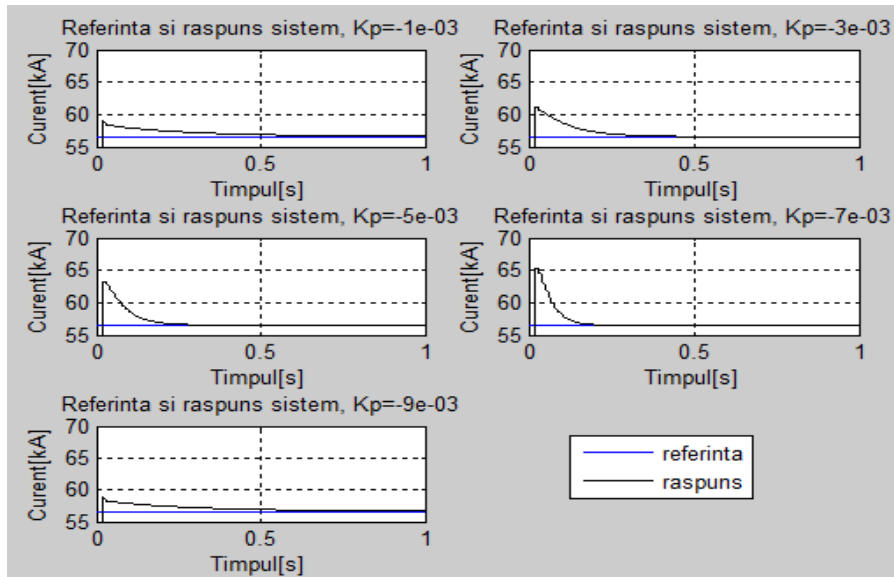 Referinta si raspuns sistem, Kp=-1e-03
70
65
60
55
Curent[kA]
0
0.5
1
Timpul[s]
Referinta si raspuns sistem, Kp=-3e-03
70
65
60
55
Curent[kA]
0
0.5
1
Timpul[s]
Referinta si raspuns sistem, Kp=-5e-03
70
65
60
55
Curent[kA]
0
0.5
1
Timpul[s]
Referinta si raspuns sistem, Kp=-7e-03
70
65
60
55
Curent[kA]
0
0.5
1
Timpul[s]
Referinta si raspuns sistem, Kp=-9e-03
70
65
60
55
Curent[kA]
0
0.5
1
Timpul[s]
referinta
raspuns